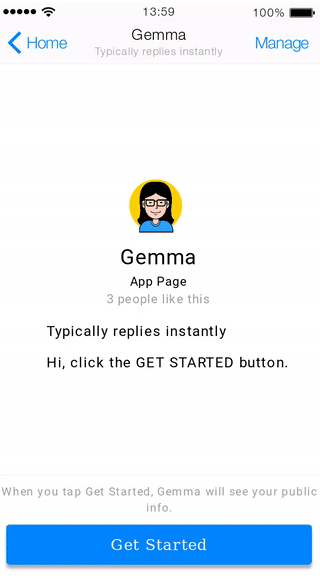 13:59
100%
Home
Gemma
Typically replies instantly
Manage
Gemma
App Page
3 people like this
Typically replies instantly
Hi, click the GET STARTED button.
When you tap Get Started, Gemma will see your public
info.
Get Started